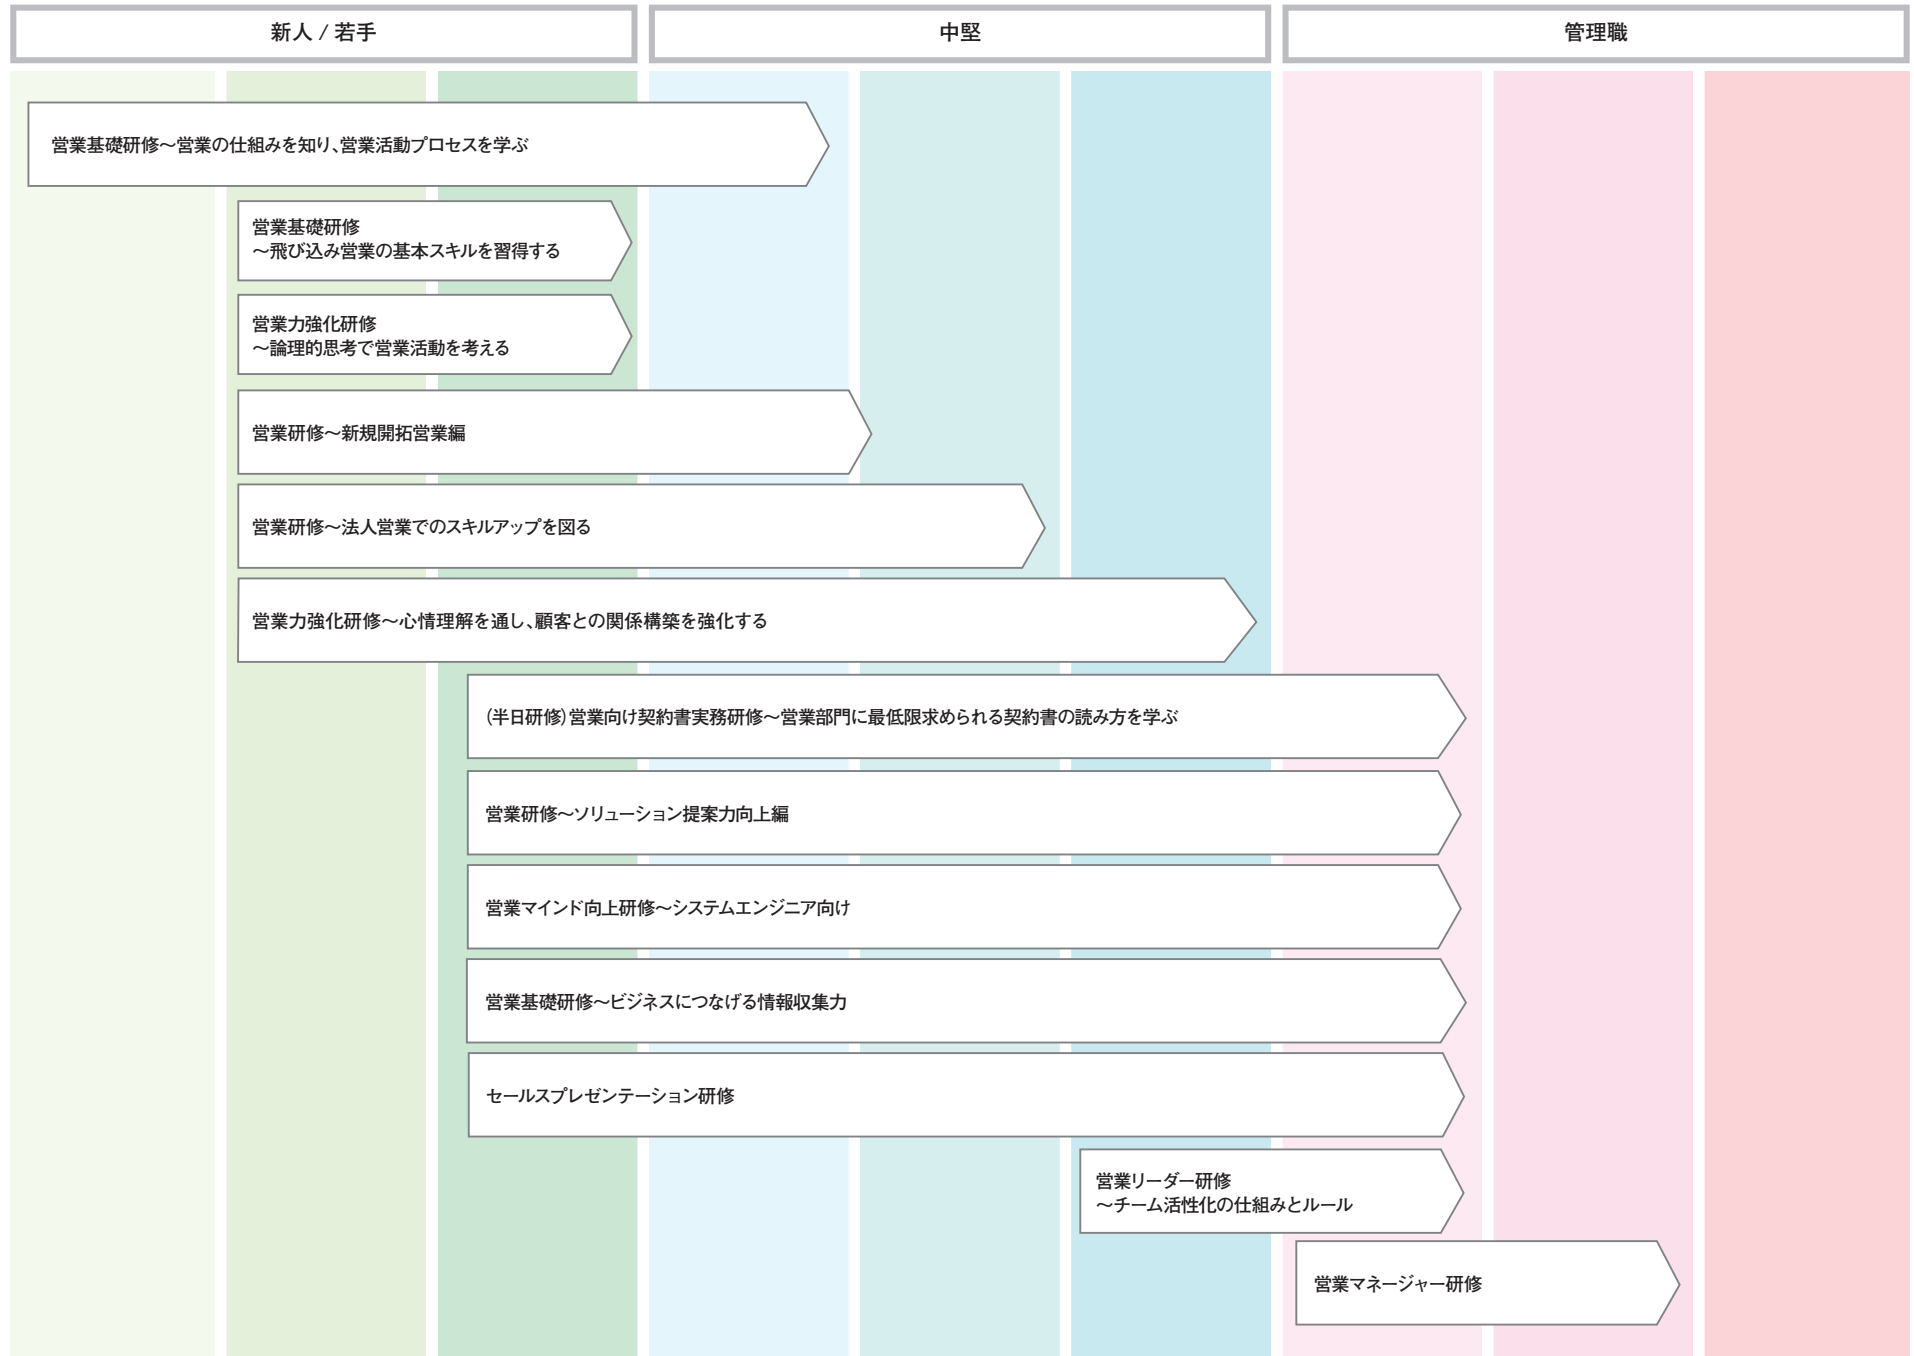 新人 / 若手
中堅
管理職
営業基礎研修～営業の仕組みを知り、営業活動プロセスを学ぶ
営業基礎研修
～飛び込み営業の基本スキルを習得する
営業力強化研修
～論理的思考で営業活動を考える
営業研修～新規開拓営業編
営業研修～法人営業でのスキルアップを図る
営業力強化研修～心情理解を通し、顧客との関係構築を強化する
(半日研修)営業向け契約書実務研修～営業部門に最低限求められる契約書の読み方を学ぶ
営業研修～ソリューション提案力向上編
営業マインド向上研修～システムエンジニア向け
営業基礎研修～ビジネスにつなげる情報収集力
セールスプレゼンテーション研修
営業リーダー研修
～チーム活性化の仕組みとルール
営業マネージャー研修